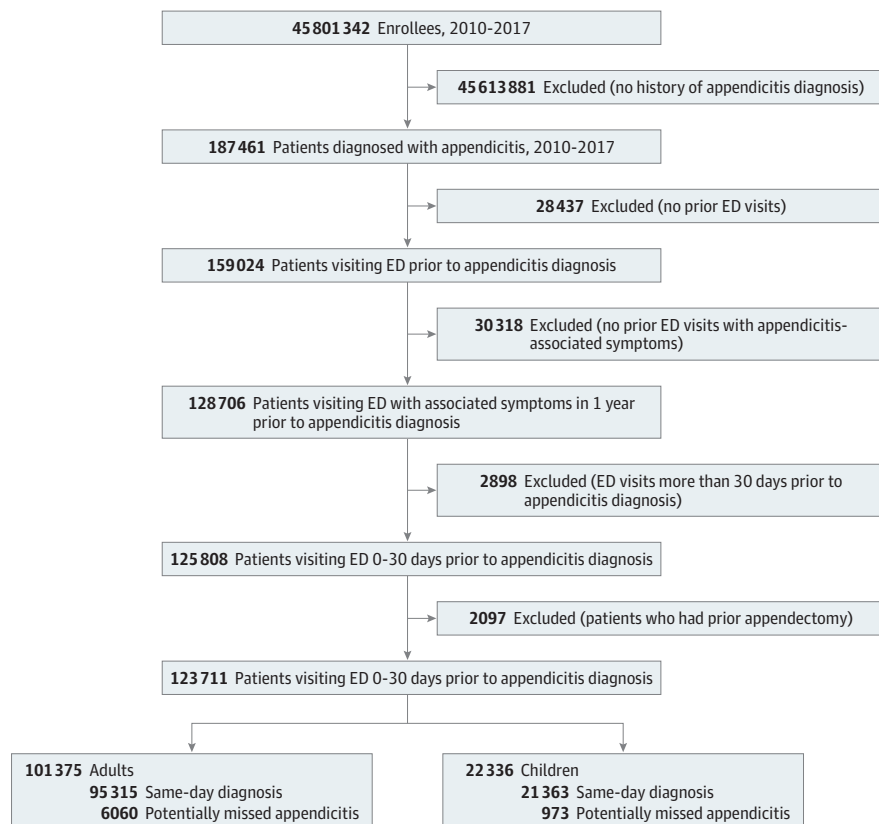 45 801 342 Enrollees, 2010-2017
45 613 881 Excluded (no history of appendicitis diagnosis)
187 461 Patients diagnosed with appendicitis, 2010-2017
28 437 Excluded (no prior ED visits)
159 024 Patients visiting ED prior to appendicitis diagnosis
30 318 Excluded (no prior ED visits with appendicitis-
associated symptoms)
128 706 Patients visiting ED with associated symptoms in 1 year
prior to appendicitis diagnosis
2898 Excluded (ED visits more than 30 days prior to
appendicitis diagnosis)
125 808 Patients visiting ED 0-30 days prior to appendicitis diagnosis
2097 Excluded (patients who had prior appendectomy)
123 711 Patients visiting ED 0-30 days prior to appendicitis diagnosis
101 375 Adults
95 315 Same-day diagnosis
6060 Potentially missed appendicitis
22 336 Children
21 363 Same-day diagnosis
973 Potentially missed appendicitis